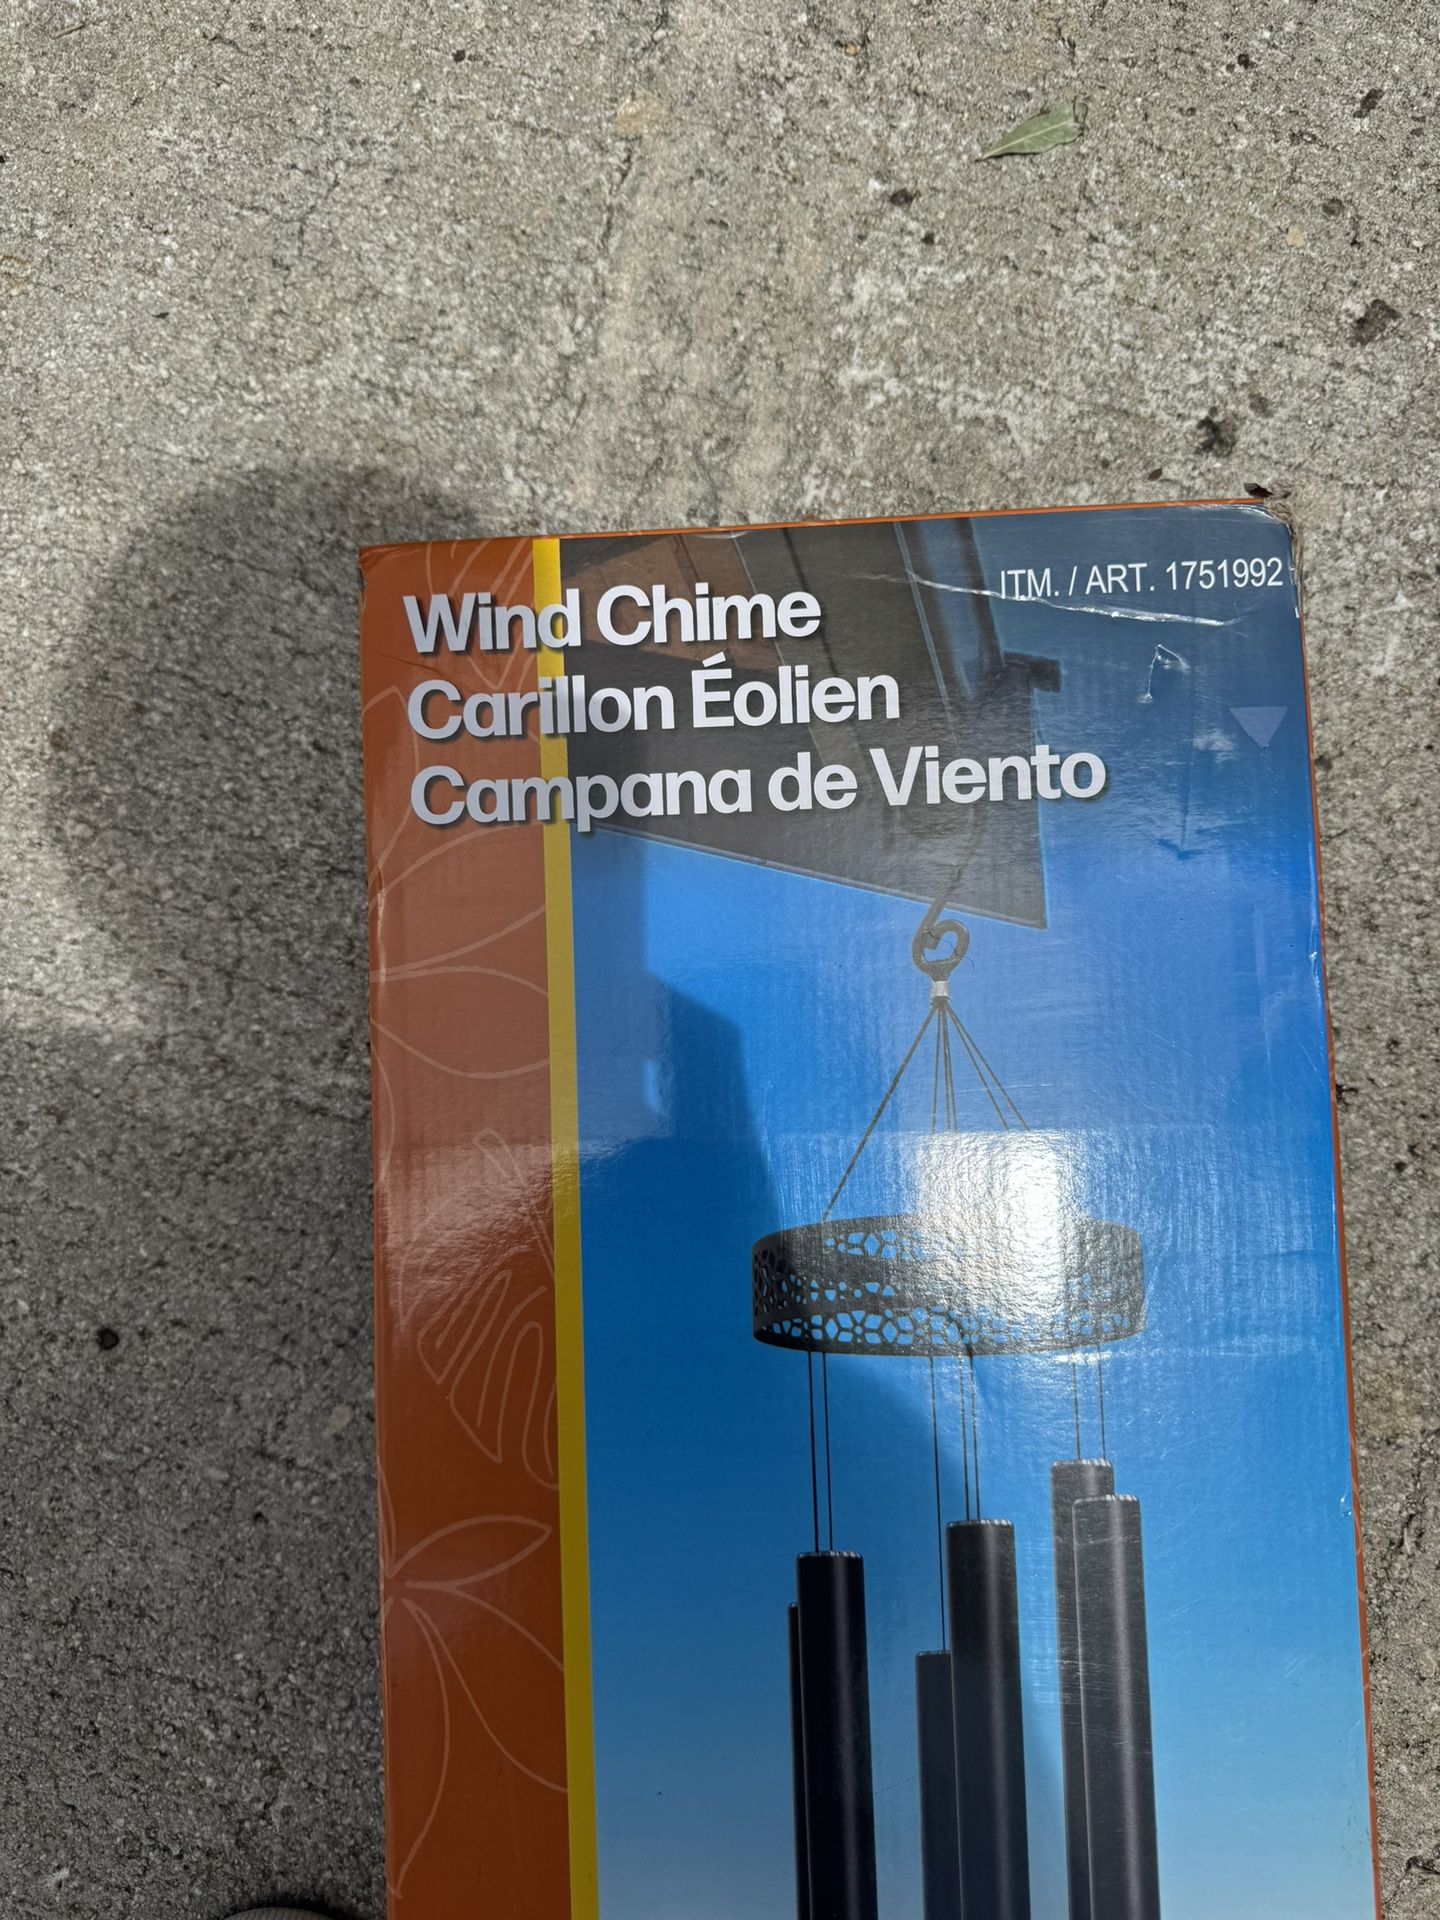 ITM. / ART. 1751992
Wind Chime
Carillon Éolien
Campana de Viento